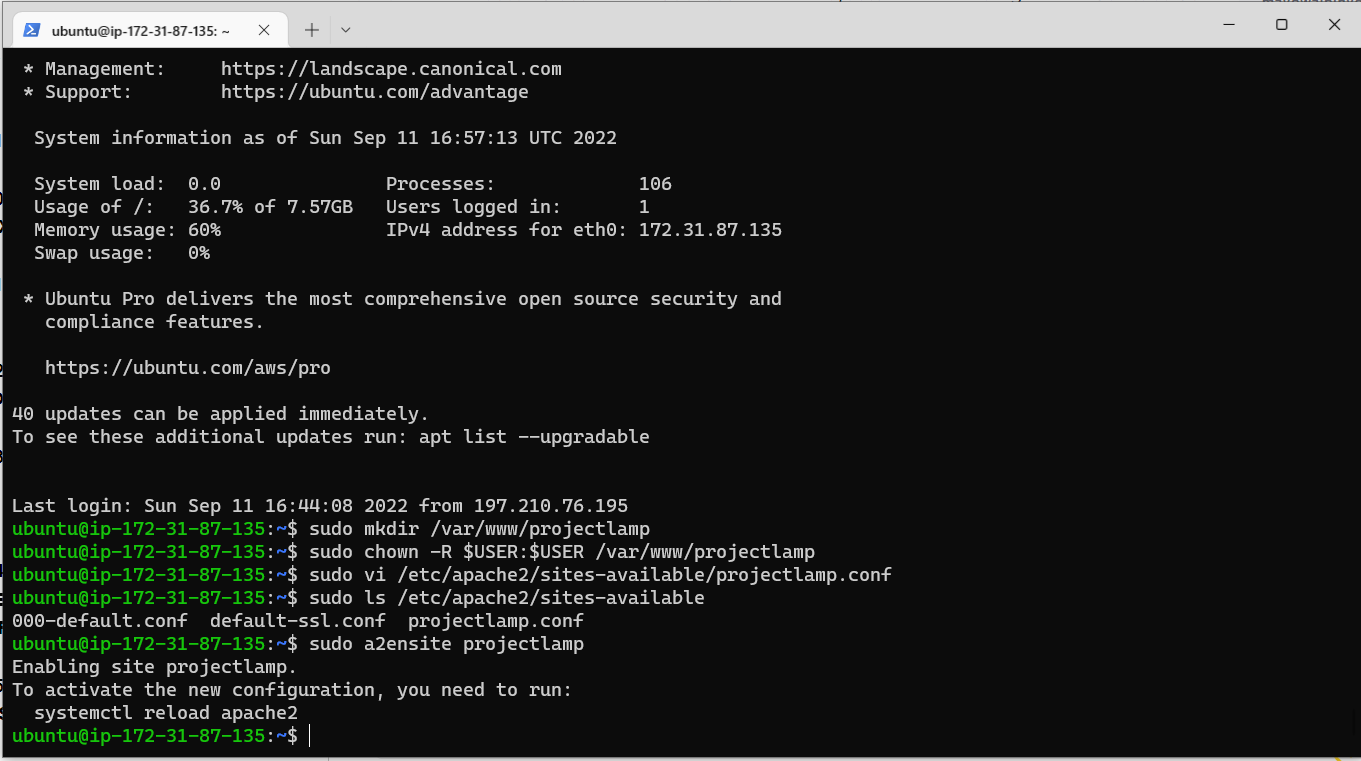 ubuntu@ip-172-31-87-135: ~
* Management:     https://landscape.canonical.com
* Support:        https://ubuntu.com/advantage
System information as of Sun Sep 11 16:57:13 UTC 2022
System load:  0.0               Processes:             106
Usage of /:   36.7% of 7.57GB   Users logged in:       1
Memory usage: 60%               IPv4 address for eth0: 172.31.87.135
Swap usage:   0%
* Ubuntu Pro delivers the most comprehensive open source security and
compliance features.
https://ubuntu.com/aws/pro
40 updates can be applied immediately.
To see these additional updates run: apt list --upgradable
Last login: Sun Sep 11 16:44:08 2022 from 197.210.76.195
ubuntu@ip-172-31-87-135:~$ sudo mkdir /var/www/projectlamp
ubuntu@ip-172-31-87-135:~$ sudo chown -R $USER:$USER /var/www/projectlamp
ubuntu@ip-172-31-87-135:~$ sudo vi /etc/apache2/sites-available/projectlamp.conf
ubuntu@ip-172-31-87-135:~$ sudo ls /etc/apache2/sites-available
000-default.conf  default-ssl.conf  projectlamp.conf
ubuntu@ip-172-31-87-135:~$ sudo a2ensite projectlamp
Enabling site projectlamp.
To activate the new configuration, you need to run:
systemctl reload apache2
ubuntu@ip-172-31-87-135:~$